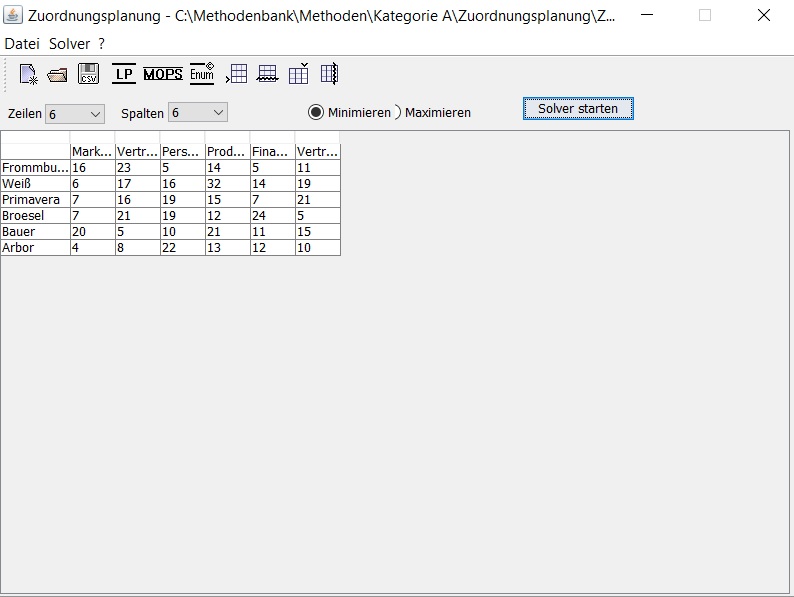 Zuordnungsplanung - C:\Methodenbank\Methoden\Kategorie A\Zuordnungsplanung\Z...
Datei Solver ?
CSV LP MOPS Enum
Zeilen 6 Spalten 6 Minimieren Maximieren Solver starten
Mark... Vertr... Pers... Prod... Fina... Vertr...
Frommbu... 16 23 5 14 5 11
Weiß 6 17 16 32 14 19
Primavera 7 16 19 15 7 21
Broesel 7 21 19 12 24 5
Bauer 20 5 10 21 11 15
Arbor 4 8 22 13 12 10